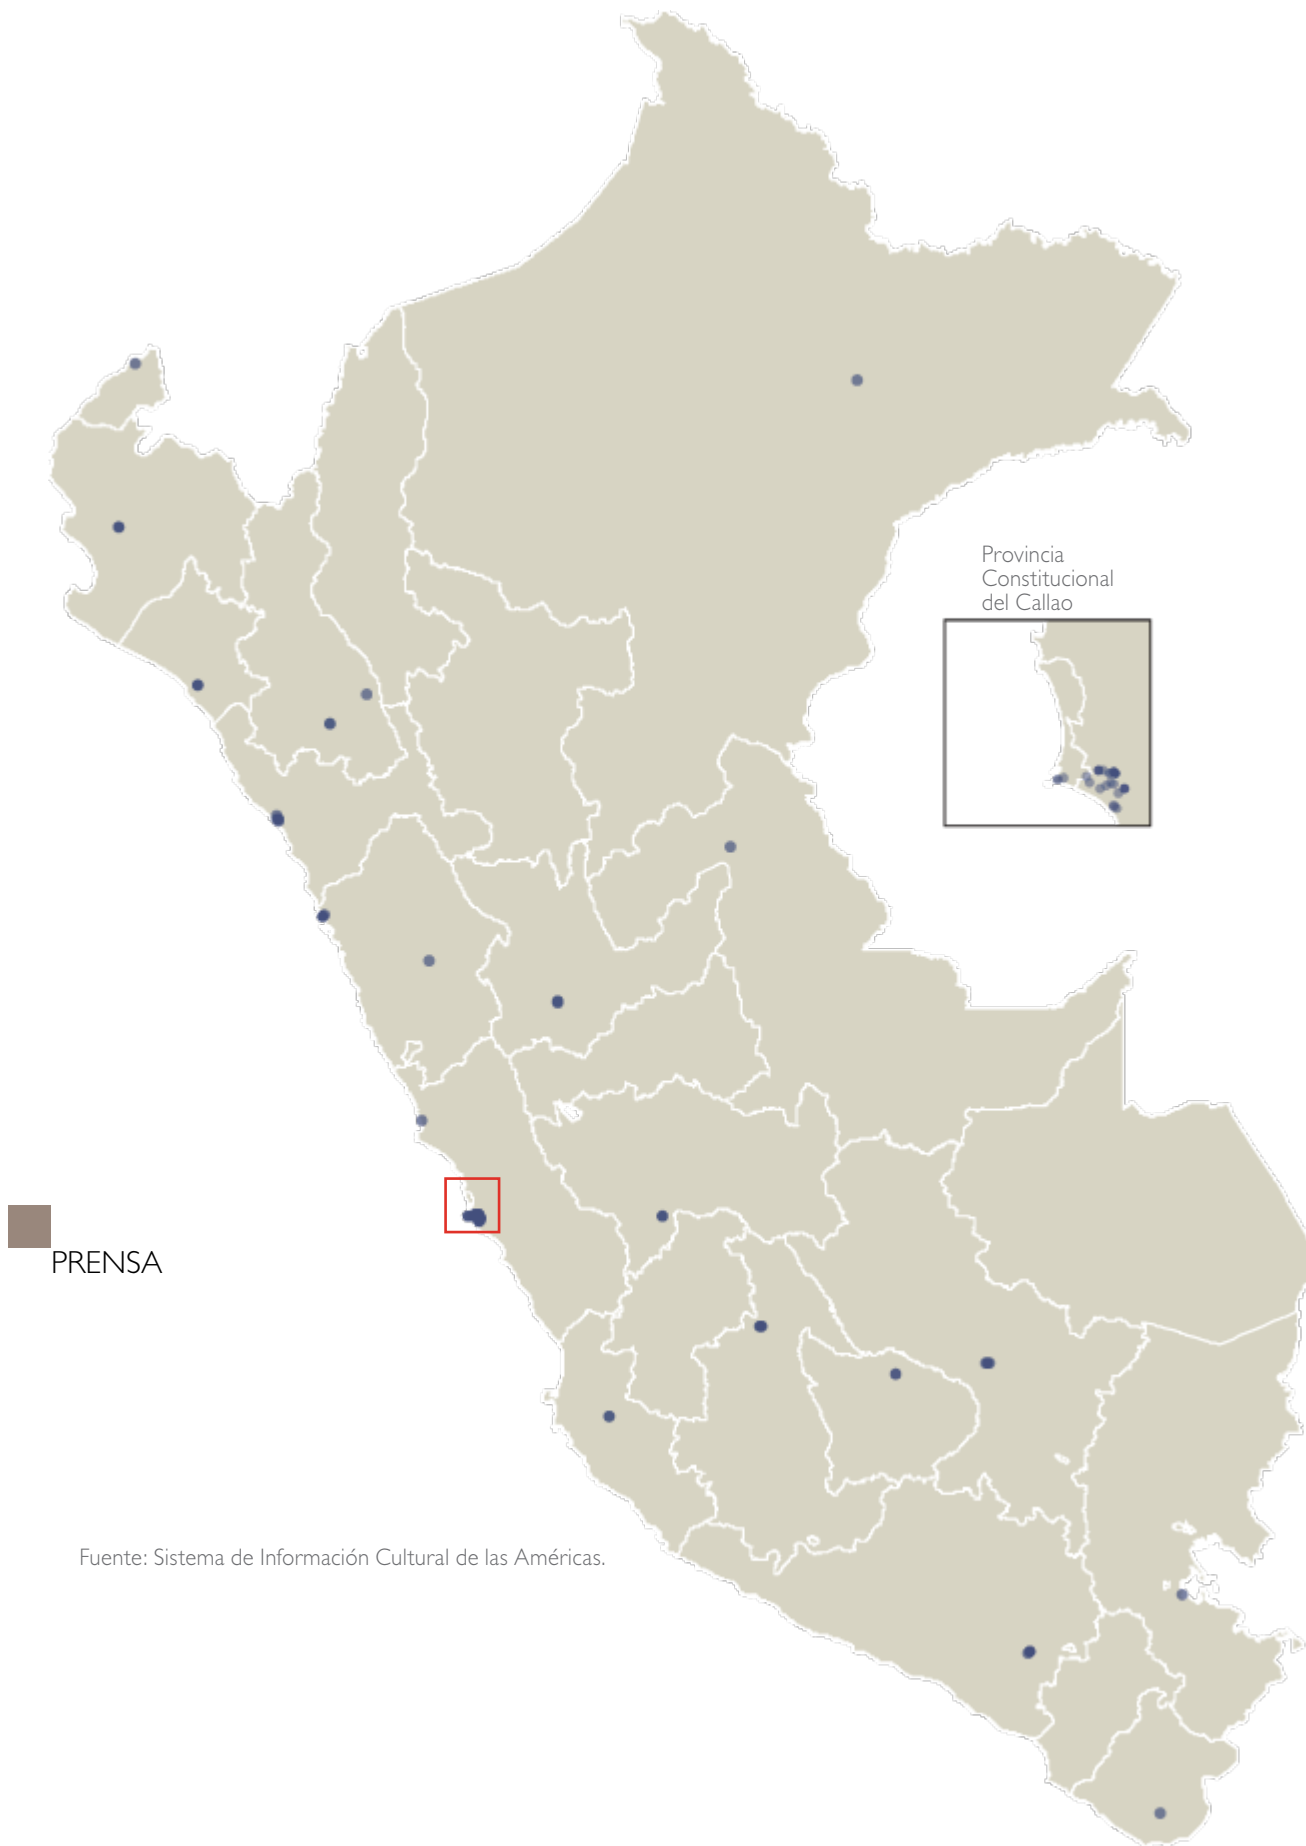 Provincia
Constitucional
del Callao
PRENSA
Fuente: Sistema de Información Cultural de las Américas.